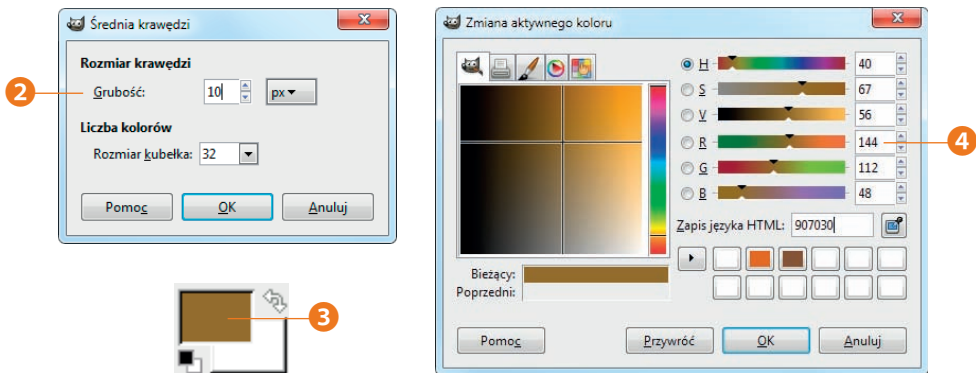 Średnia krawędzi
Rozmiar krawędzi
2
Grubość: 10 px
Liczba kolorów
Rozmiar kubełka: 32
Pomoc OK Anuluj
3
Zmiana aktywnego koloru
H 40
S 67
V 56
R 144
4
G 112
B 48
Zapis języka HTML: 907030
Bieżący:
Poprzedni:
Pomoc Przywróć OK Anuluj